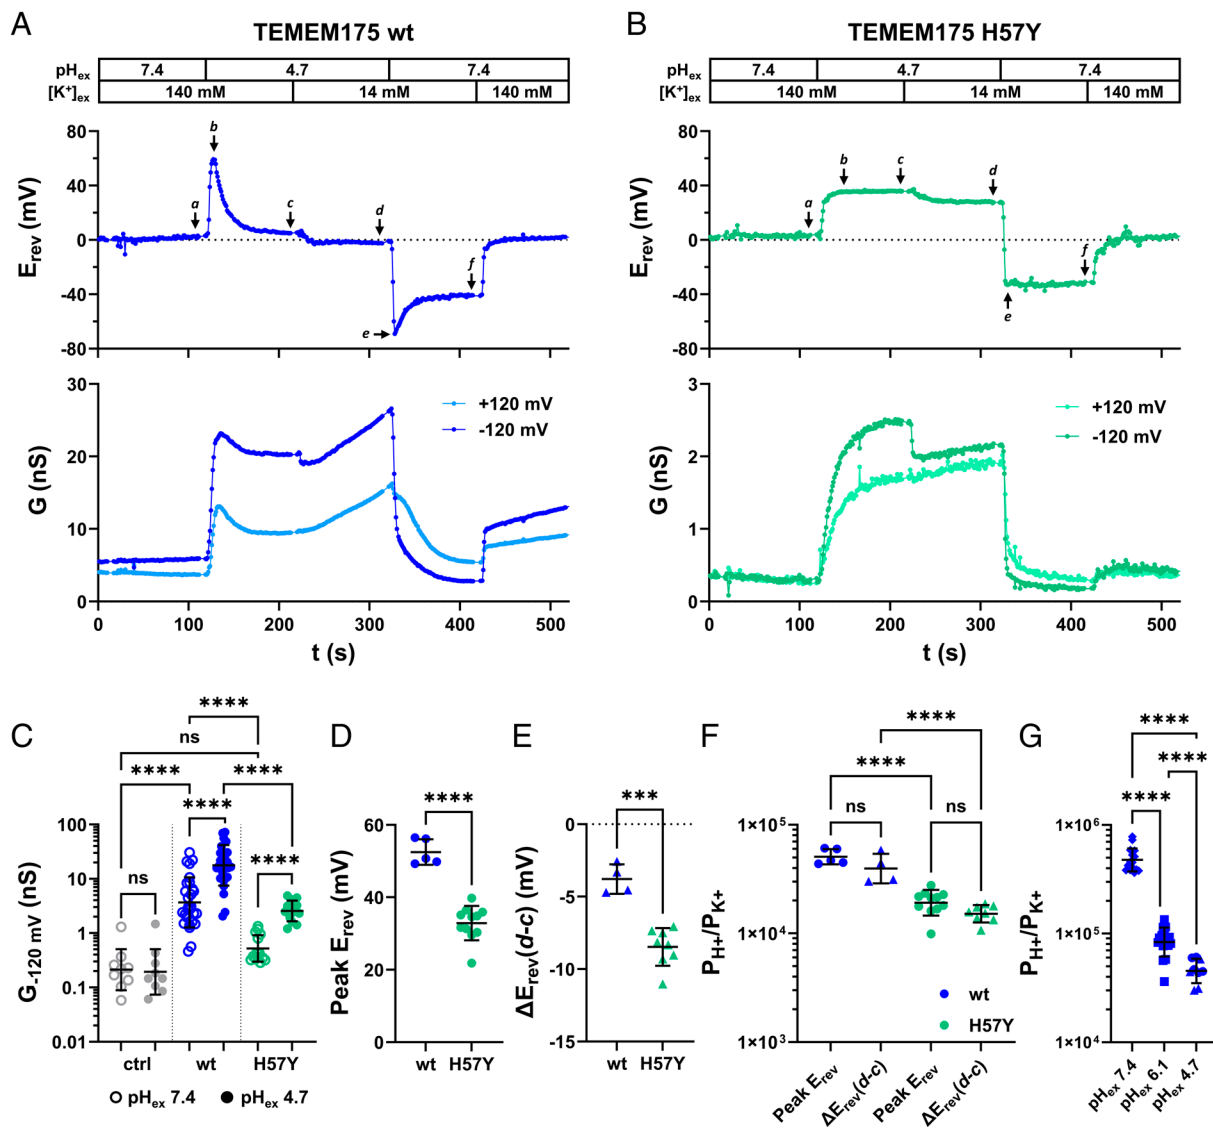 A
TEMEM175 wt
pHex 7.4 4.7 7.4
[K+]ex 140 mM 14 mM 140 mM
Erev (mV)
80
40
0
-40
-80
a
b
c
d
e
f
G (nS)
30
20
10
0
+120 mV
-120 mV
0 100 200 300 400 500
t (s)
B
TEMEM175 H57Y
pHex 7.4 4.7 7.4
[K+]ex 140 mM 14 mM 140 mM
Erev (mV)
80
40
0
-40
-80
a
b
c
d
e
f
G (nS)
3
2
1
0
+120 mV
-120 mV
0 100 200 300 400 500
t (s)
C
G-120 mV (nS)
100
10
1
0.1
0.01
****
ns
**** ****
****
ns
****
ctrl wt H57Y
pHex 7.4 pHex 4.7
D
Peak Erev (mV)
60
40
20
0
****
wt H57Y
E
ΔErev(d-c) (mV)
0
-5
-10
-15
***
wt H57Y
F
PH+/PK+
1×10^5
1×10^4
1×10^3
****
****
ns ns
wt
H57Y
Peak Erev
ΔErev(d-c)
Peak Erev
ΔErev(d-c)
G
PH+/PK+
1×10^6
1×10^5
1×10^4
****
****
****
pHex 7.4
pHex 6.1
pHex 4.7